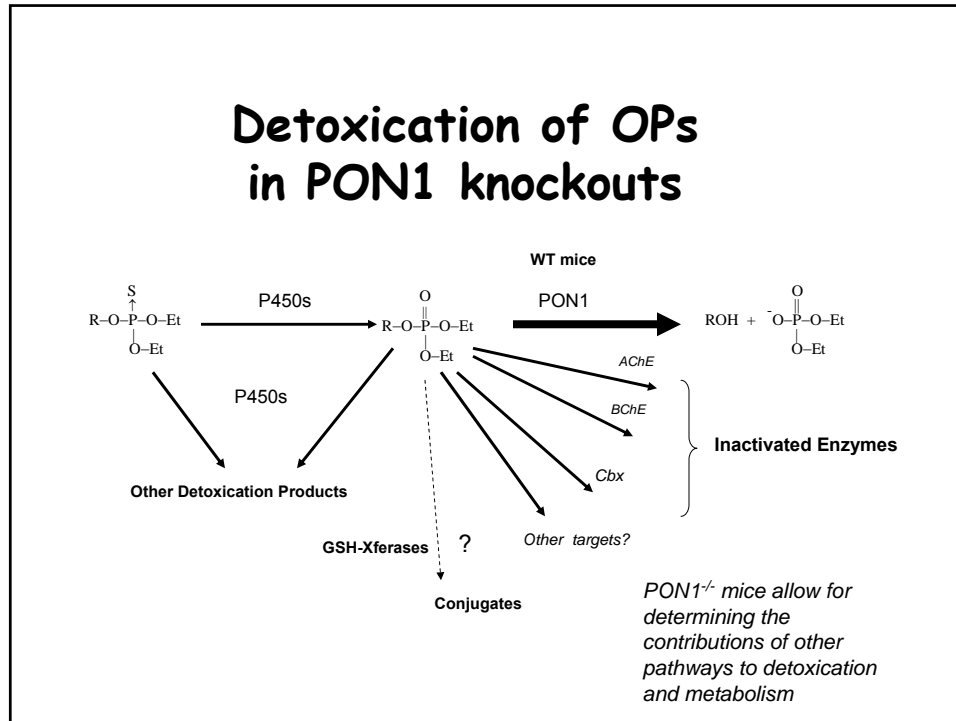 Detoxication of OPs
in PON1 knockouts
WT mice
S
↑
R–O–P–O–Et
O–Et
P450s
O
R–O–P–O–Et
O–Et
PON1
ROH +
O
-O–P–O–Et
O–Et
P450s
AChE
BChE
Cbx
Other targets?
Inactivated Enzymes
Other Detoxication Products
GSH-Xferases ?
Conjugates
PON1-/- mice allow for
determining the
contributions of other
pathways to detoxication
and metabolism